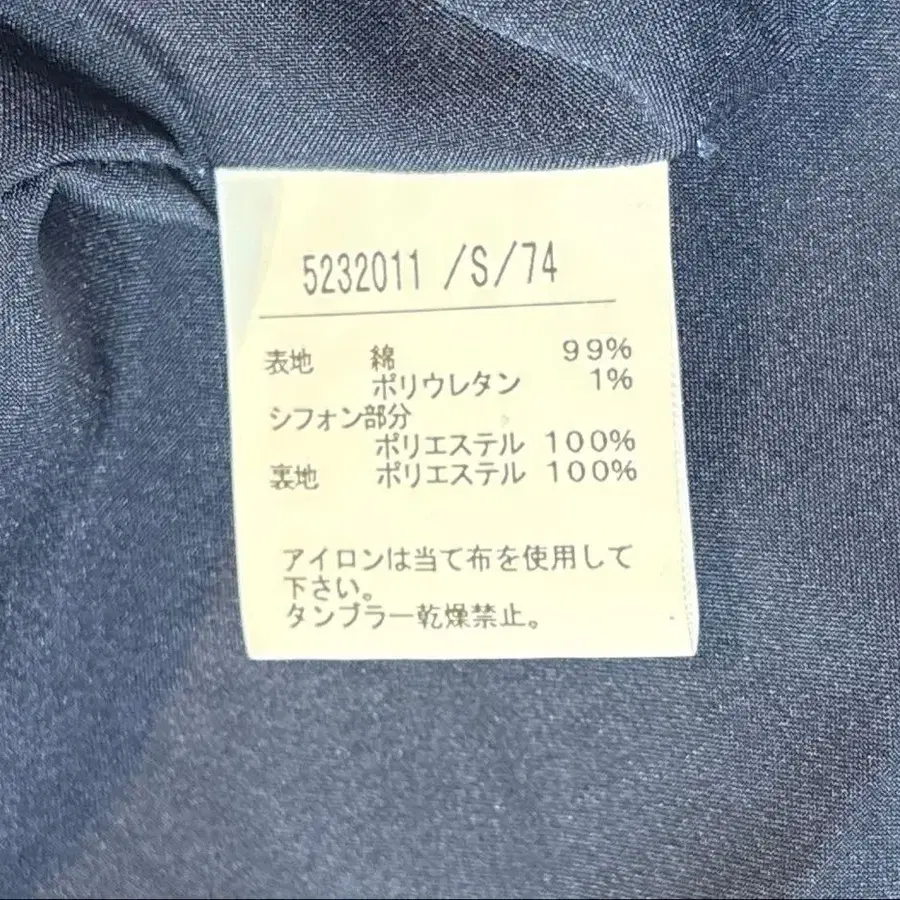 5232011 /S/74
表地 綿 99%
ポリウレタン 1%
シフォン部分
ポリエステル 100%
裏地 ポリエステル 100%
アイロンは当て布を使用して
下さい。
タンブラー乾燥禁止。